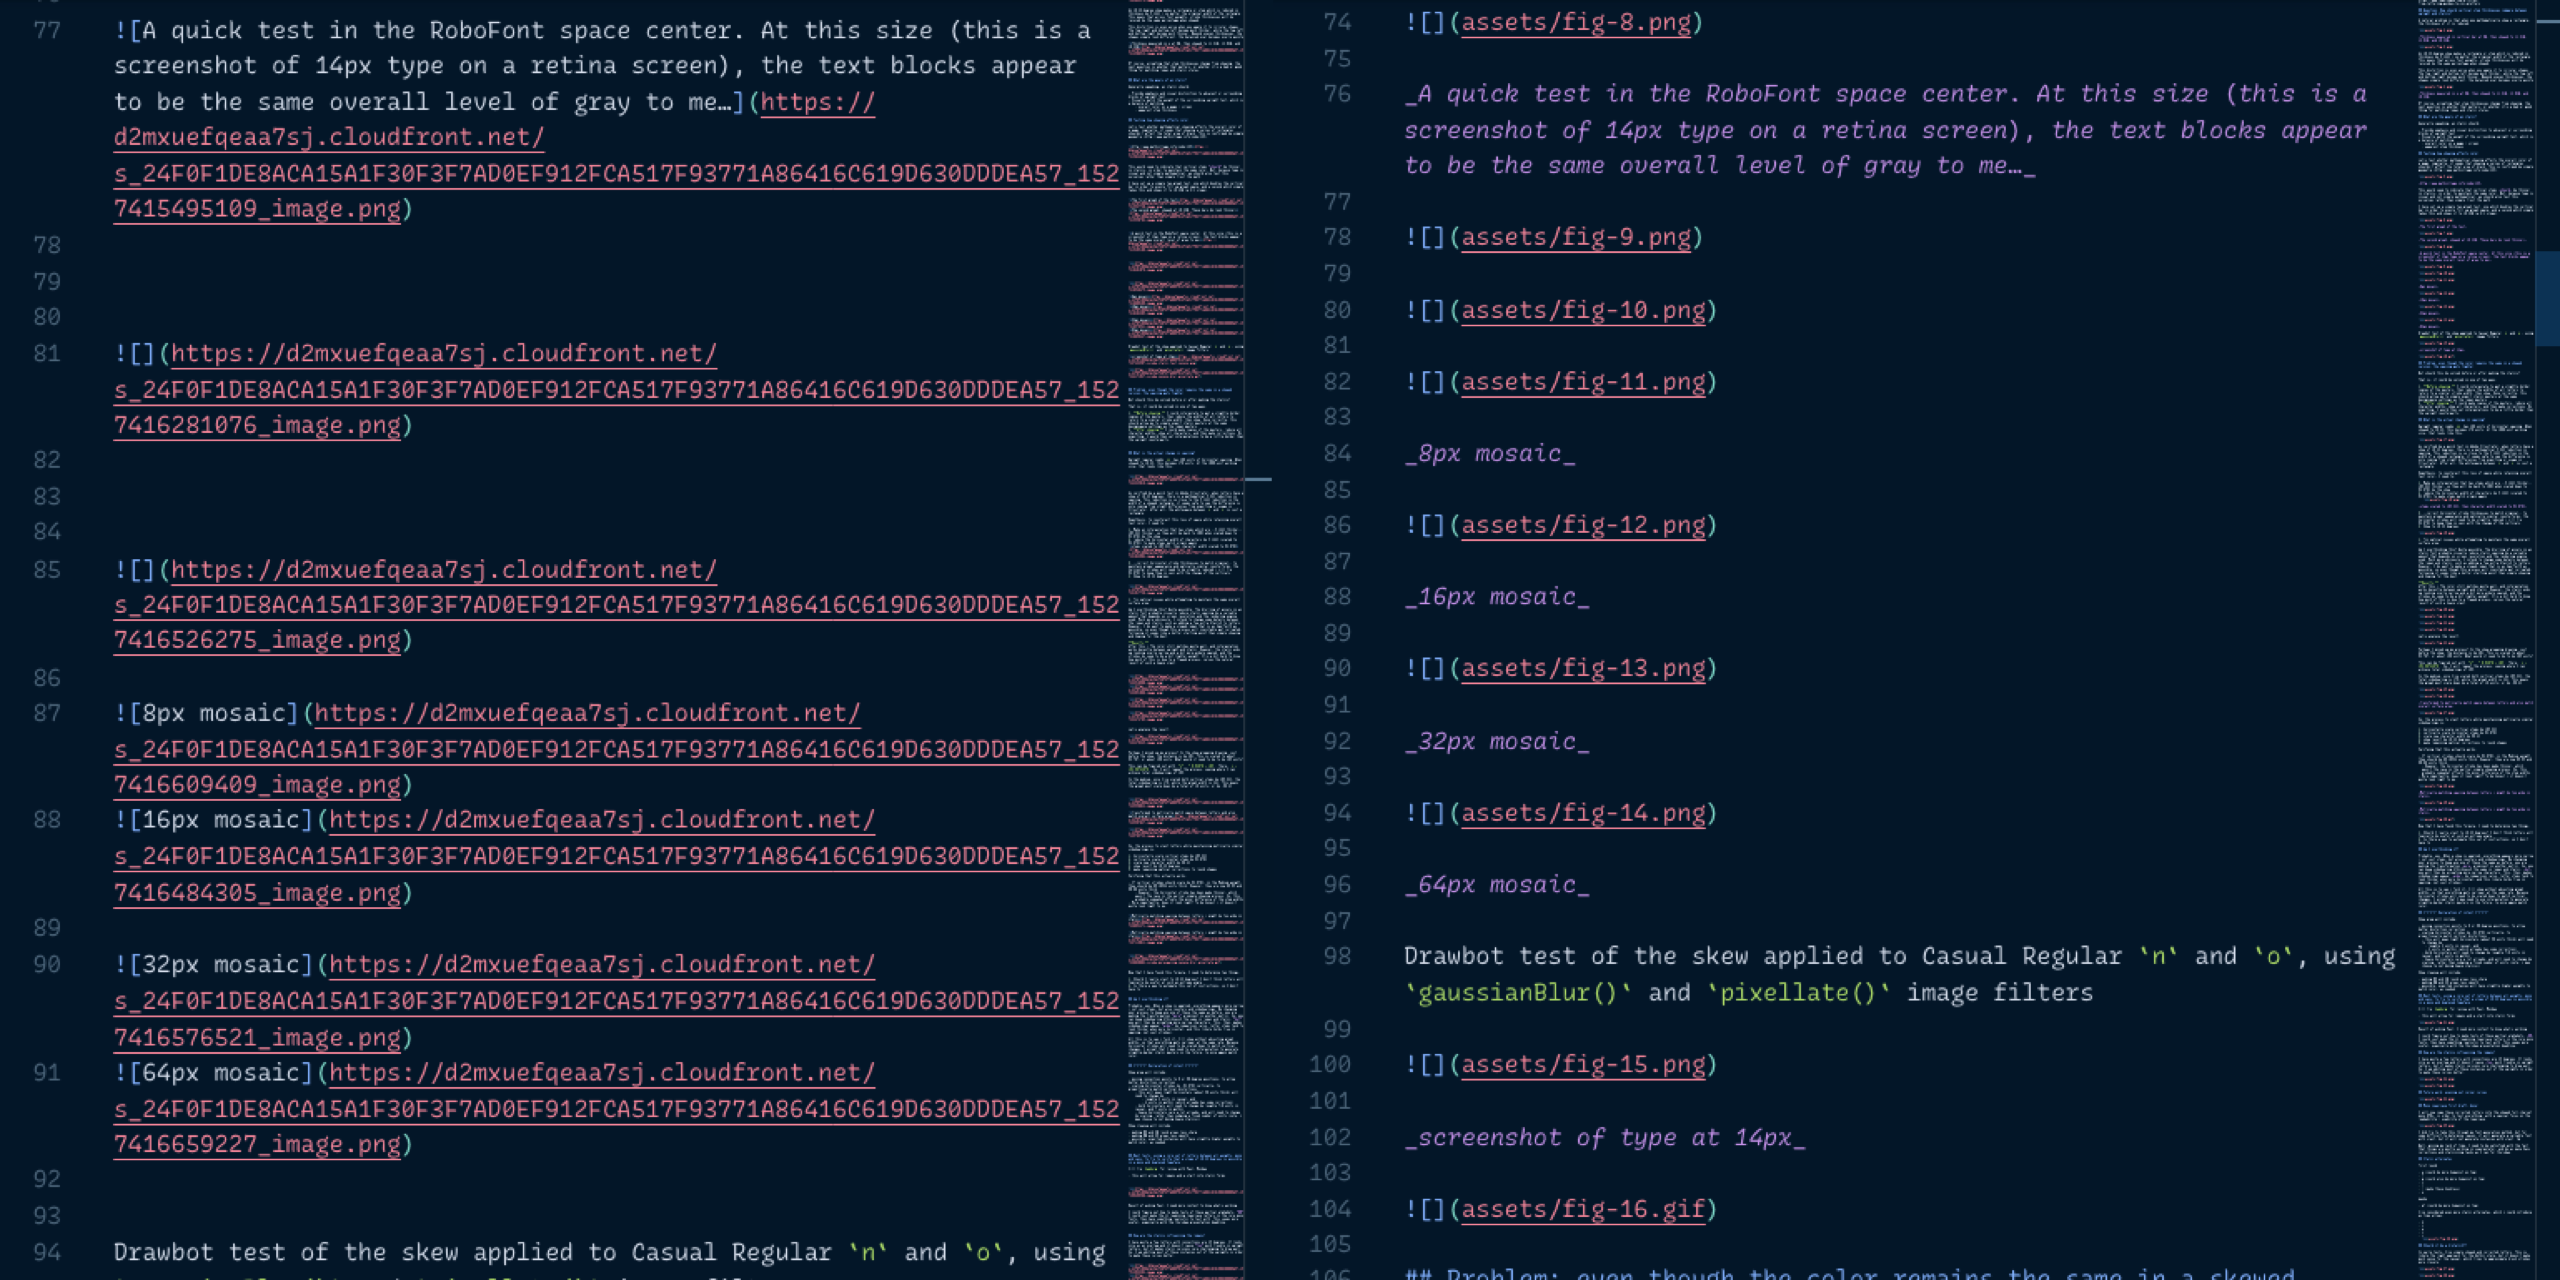 77 ![A quick test in the RoboFont space center. At this size (this is a
screenshot of 14px type on a retina screen), the text blocks appear
to be the same overall level of gray to me…](https://
d2mxuefqeaa7sj.cloudfront.net/
s_24F0F1DE8ACA15A1F30F3F7AD0EF912FCA517F93771A86416C619D630DDDEA57_152
7415495109_image.png)
78
79
80
81 ![](https://d2mxuefqeaa7sj.cloudfront.net/
s_24F0F1DE8ACA15A1F30F3F7AD0EF912FCA517F93771A86416C619D630DDDEA57_152
7416281076_image.png)
82
83
84
85 ![](https://d2mxuefqeaa7sj.cloudfront.net/
s_24F0F1DE8ACA15A1F30F3F7AD0EF912FCA517F93771A86416C619D630DDDEA57_152
7416526275_image.png)
86
87 ![8px mosaic](https://d2mxuefqeaa7sj.cloudfront.net/
s_24F0F1DE8ACA15A1F30F3F7AD0EF912FCA517F93771A86416C619D630DDDEA57_152
7416609409_image.png)
88 ![16px mosaic](https://d2mxuefqeaa7sj.cloudfront.net/
s_24F0F1DE8ACA15A1F30F3F7AD0EF912FCA517F93771A86416C619D630DDDEA57_152
7416484305_image.png)
89
90 ![32px mosaic](https://d2mxuefqeaa7sj.cloudfront.net/
s_24F0F1DE8ACA15A1F30F3F7AD0EF912FCA517F93771A86416C619D630DDDEA57_152
7416576521_image.png)
91 ![64px mosaic](https://d2mxuefqeaa7sj.cloudfront.net/
s_24F0F1DE8ACA15A1F30F3F7AD0EF912FCA517F93771A86416C619D630DDDEA57_152
7416659227_image.png)
92
93
94 Drawbot test of the skew applied to Casual Regular `n` and `o`, using
74 ![](assets/fig-8.png)
75
76 _A quick test in the RoboFont space center. At this size (this is a
screenshot of 14px type on a retina screen), the text blocks appear
to be the same overall level of gray to me…_
77
78 ![](assets/fig-9.png)
79
80 ![](assets/fig-10.png)
81
82 ![](assets/fig-11.png)
83
84 _8px mosaic_
85
86 ![](assets/fig-12.png)
87
88 _16px mosaic_
89
90 ![](assets/fig-13.png)
91
92 _32px mosaic_
93
94 ![](assets/fig-14.png)
95
96 _64px mosaic_
97
98 Drawbot test of the skew applied to Casual Regular `n` and `o`, using
`gaussianBlur()` and `pixellate()` image filters
99
100 ![](assets/fig-15.png)
101
102 _screenshot of type at 14px_
103
104 ![](assets/fig-16.gif)
105
106 ## Problem: even though the color remains the same in a skewed